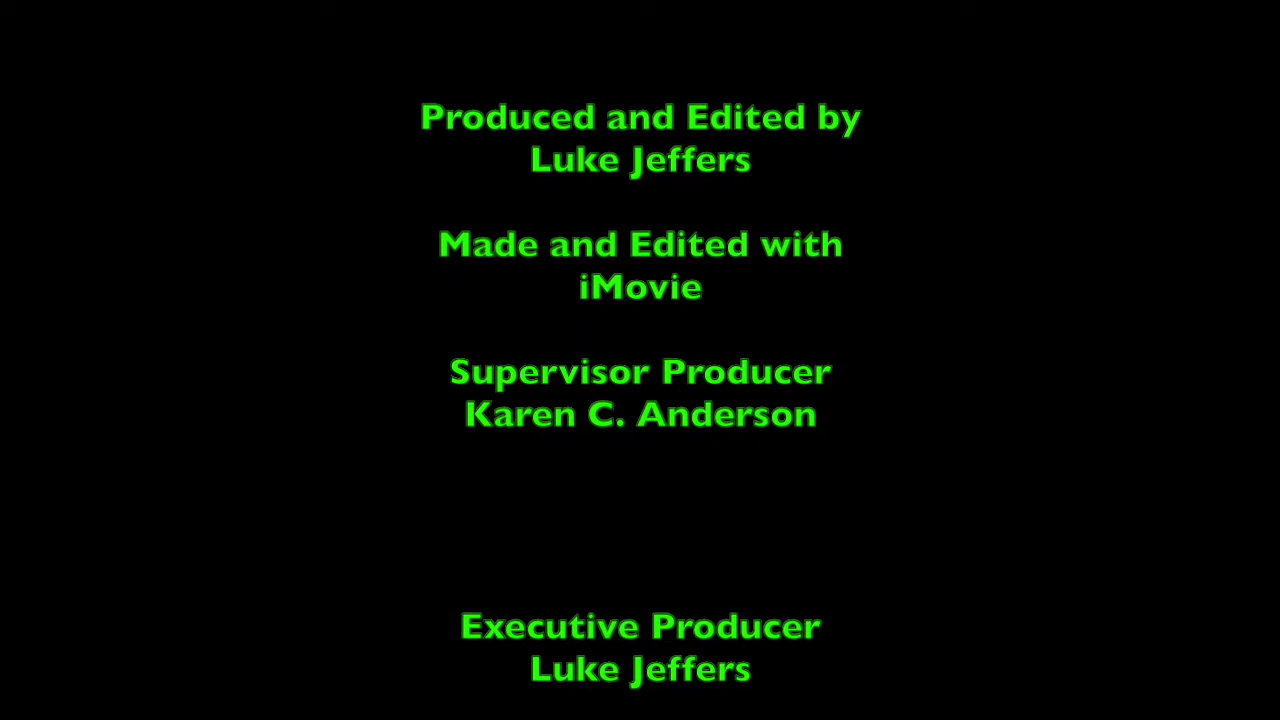 Produced and Edited by
Luke Jeffers
Made and Edited with
iMovie
Supervisor Producer
Karen C. Anderson
Executive Producer
Luke Jeffers